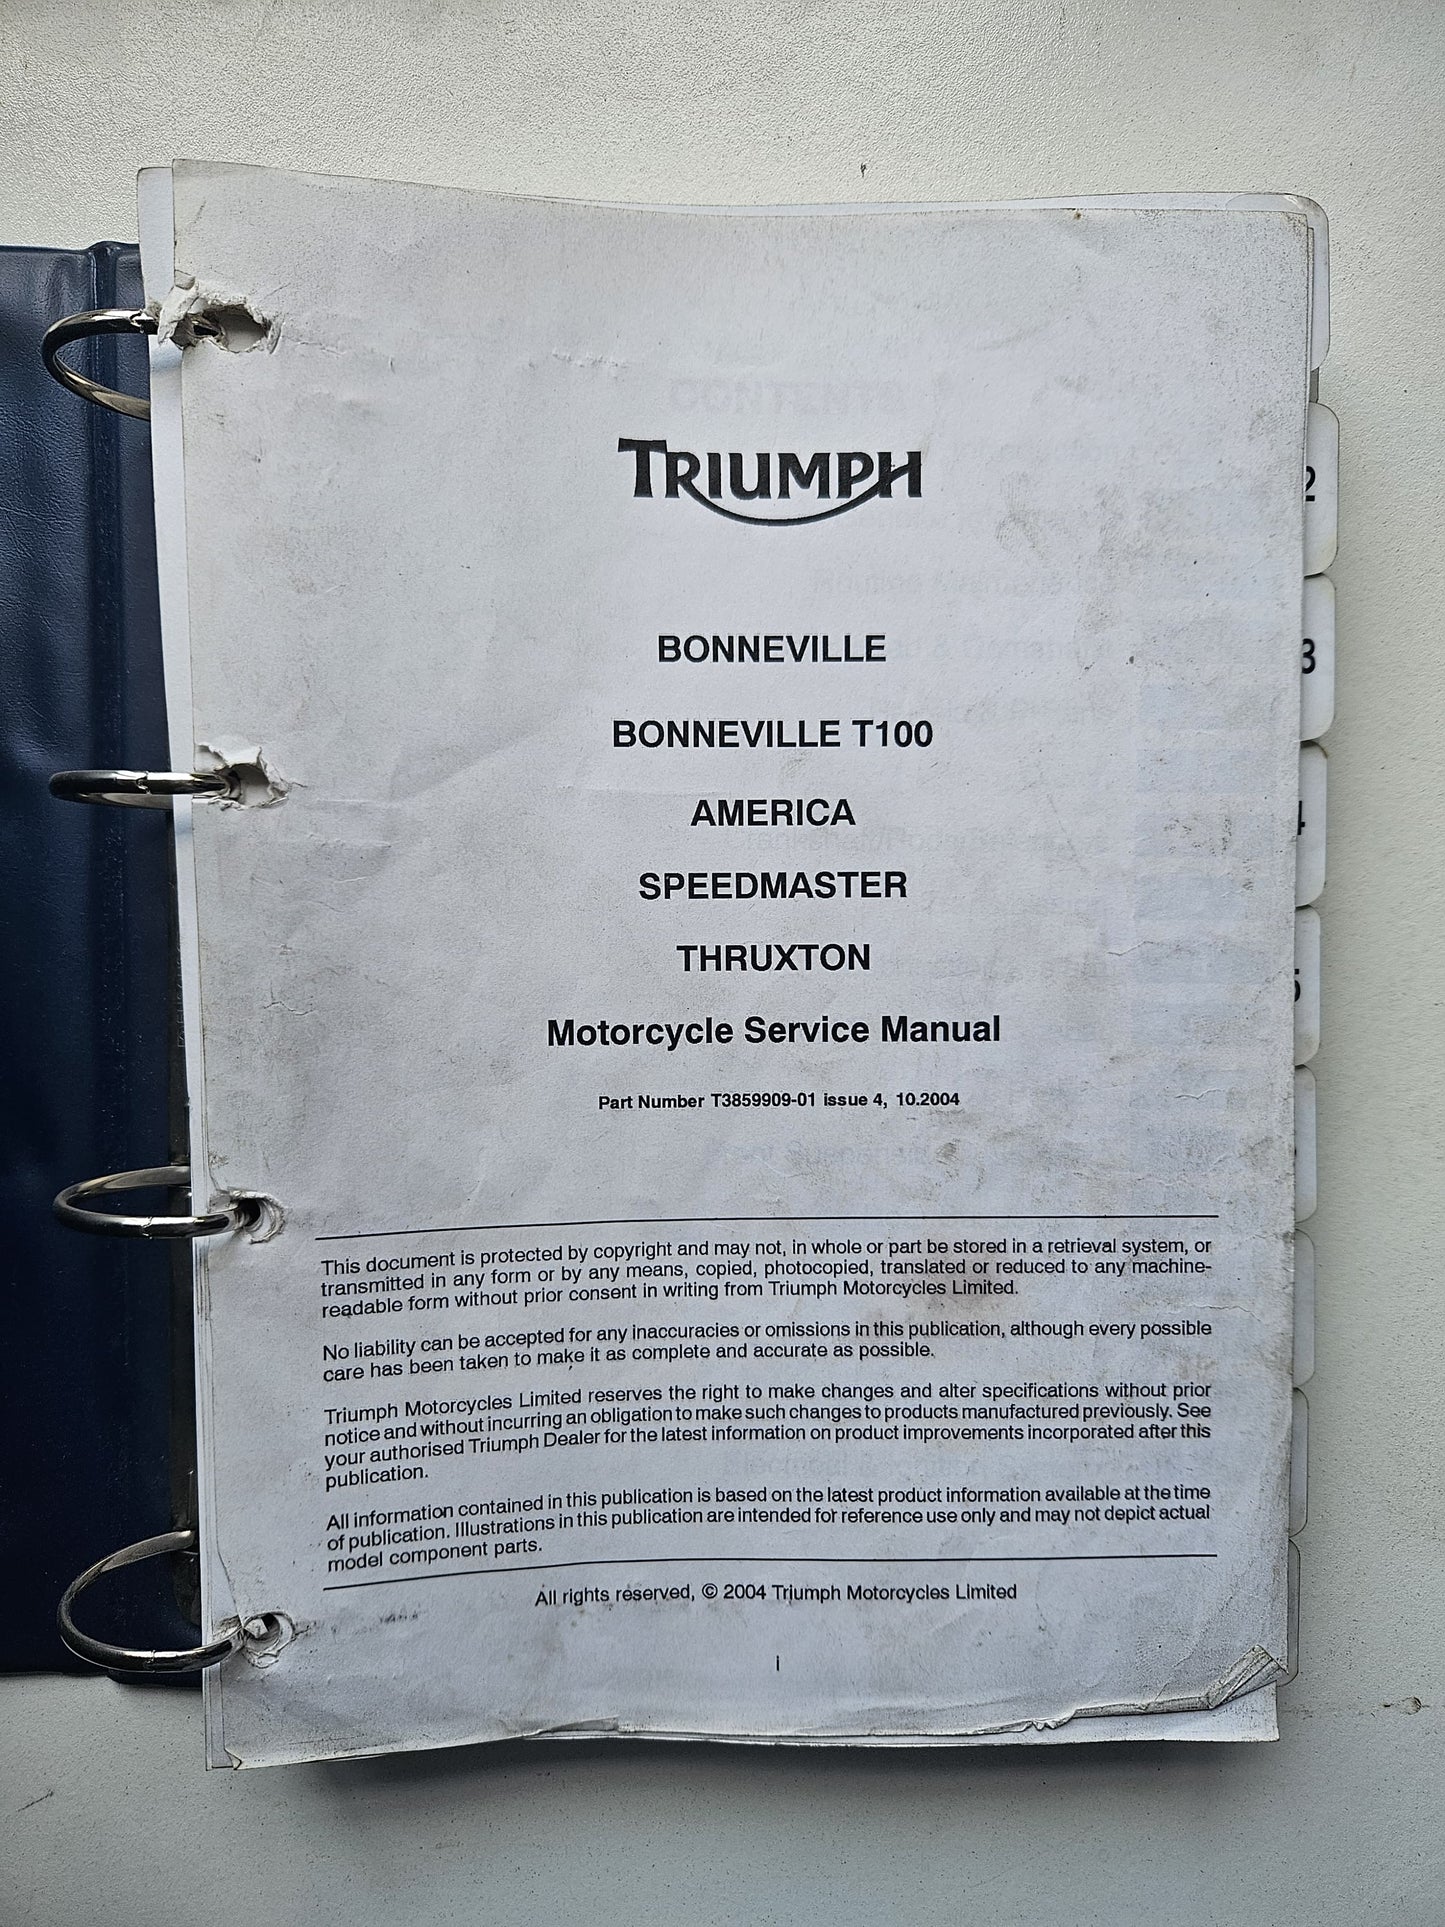 TRIUMPH
BONNEVILLE
BONNEVILLE T100
AMERICA
SPEEDMASTER
THRUXTON
Motorcycle Service Manual
Part Number T3859909-01 issue 4, 10.2004
This document is protected by copyright and may not, in whole or part be stored in a retrieval system, or
transmitted in any form or by any means, copied, photocopied, translated or reduced to any machine-
readable form without prior consent in writing from Triumph Motorcycles Limited.
No liability can be accepted for any inaccuracies or omissions in this publication, although every possible
care has been taken to make it as complete and accurate as possible.
Triumph Motorcycles Limited reserves the right to make changes and alter specifications without prior
notice and without incurring an obligation to make such changes to products manufactured previously. See
your authorised Triumph Dealer for the latest information on product improvements incorporated after this
publication.
All information contained in this publication is based on the latest product information available at the time
of publication. Illustrations in this publication are intended for reference use only and may not depict actual
model component parts.
All rights reserved, © 2004 Triumph Motorcycles Limited
i
2
3
4
5